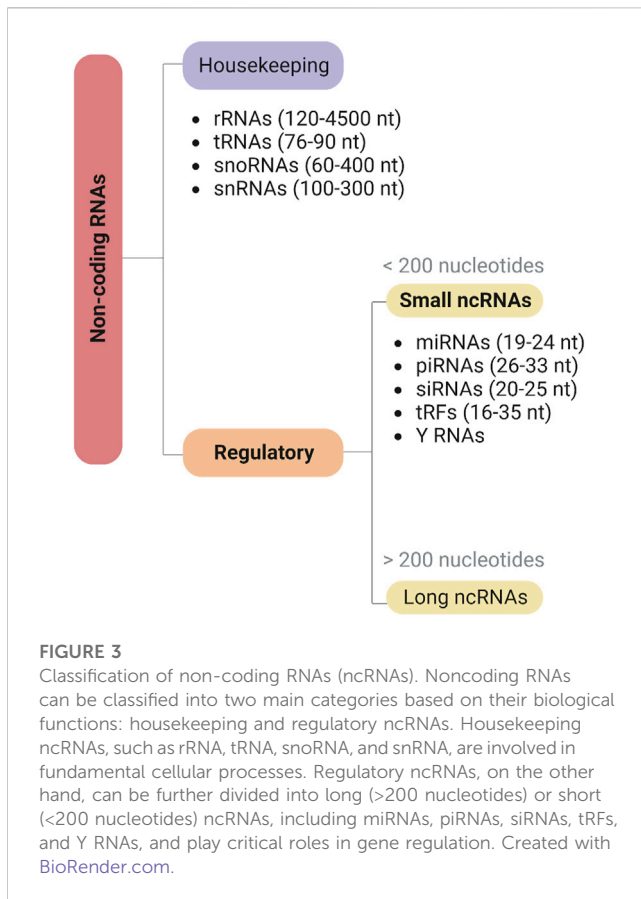 Non-coding RNAs
Housekeeping
• rRNAs (120-4500 nt)
• tRNAs (76-90 nt)
• snoRNAs (60-400 nt)
• snRNAs (100-300 nt)
Regulatory
< 200 nucleotides
Small ncRNAs
• miRNAs (19-24 nt)
• piRNAs (26-33 nt)
• siRNAs (20-25 nt)
• tRFs (16-35 nt)
• Y RNAs
> 200 nucleotides
Long ncRNAs
FIGURE 3
Classification of non-coding RNAs (ncRNAs). Noncoding RNAs
can be classified into two main categories based on their biological
functions: housekeeping and regulatory ncRNAs. Housekeeping
ncRNAs, such as rRNA, tRNA, snoRNA, and snRNA, are involved in
fundamental cellular processes. Regulatory ncRNAs, on the other
hand, can be further divided into long (>200 nucleotides) or short
(<200 nucleotides) ncRNAs, including miRNAs, piRNAs, siRNAs, tRFs,
and Y RNAs, and play critical roles in gene regulation. Created with
BioRender.com.